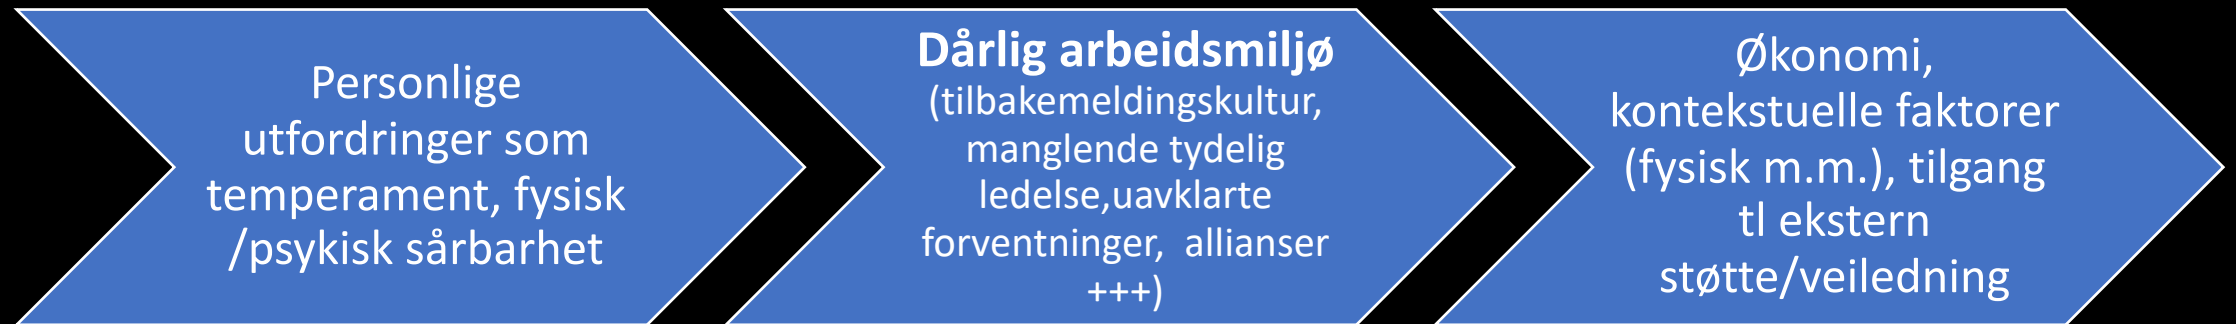 Personlige
utfordringer som
temperament, fysisk
/psykisk sårbarhet
Dårlig arbeidsmiljø
(tilbakemeldingskultur,
manglende tydelig
ledelse,uavklarte
forventninger,  allianser
+++)
Økonomi,
kontekstuelle faktorer
(fysisk m.m.), tilgang
tl ekstern
støtte/veiledning